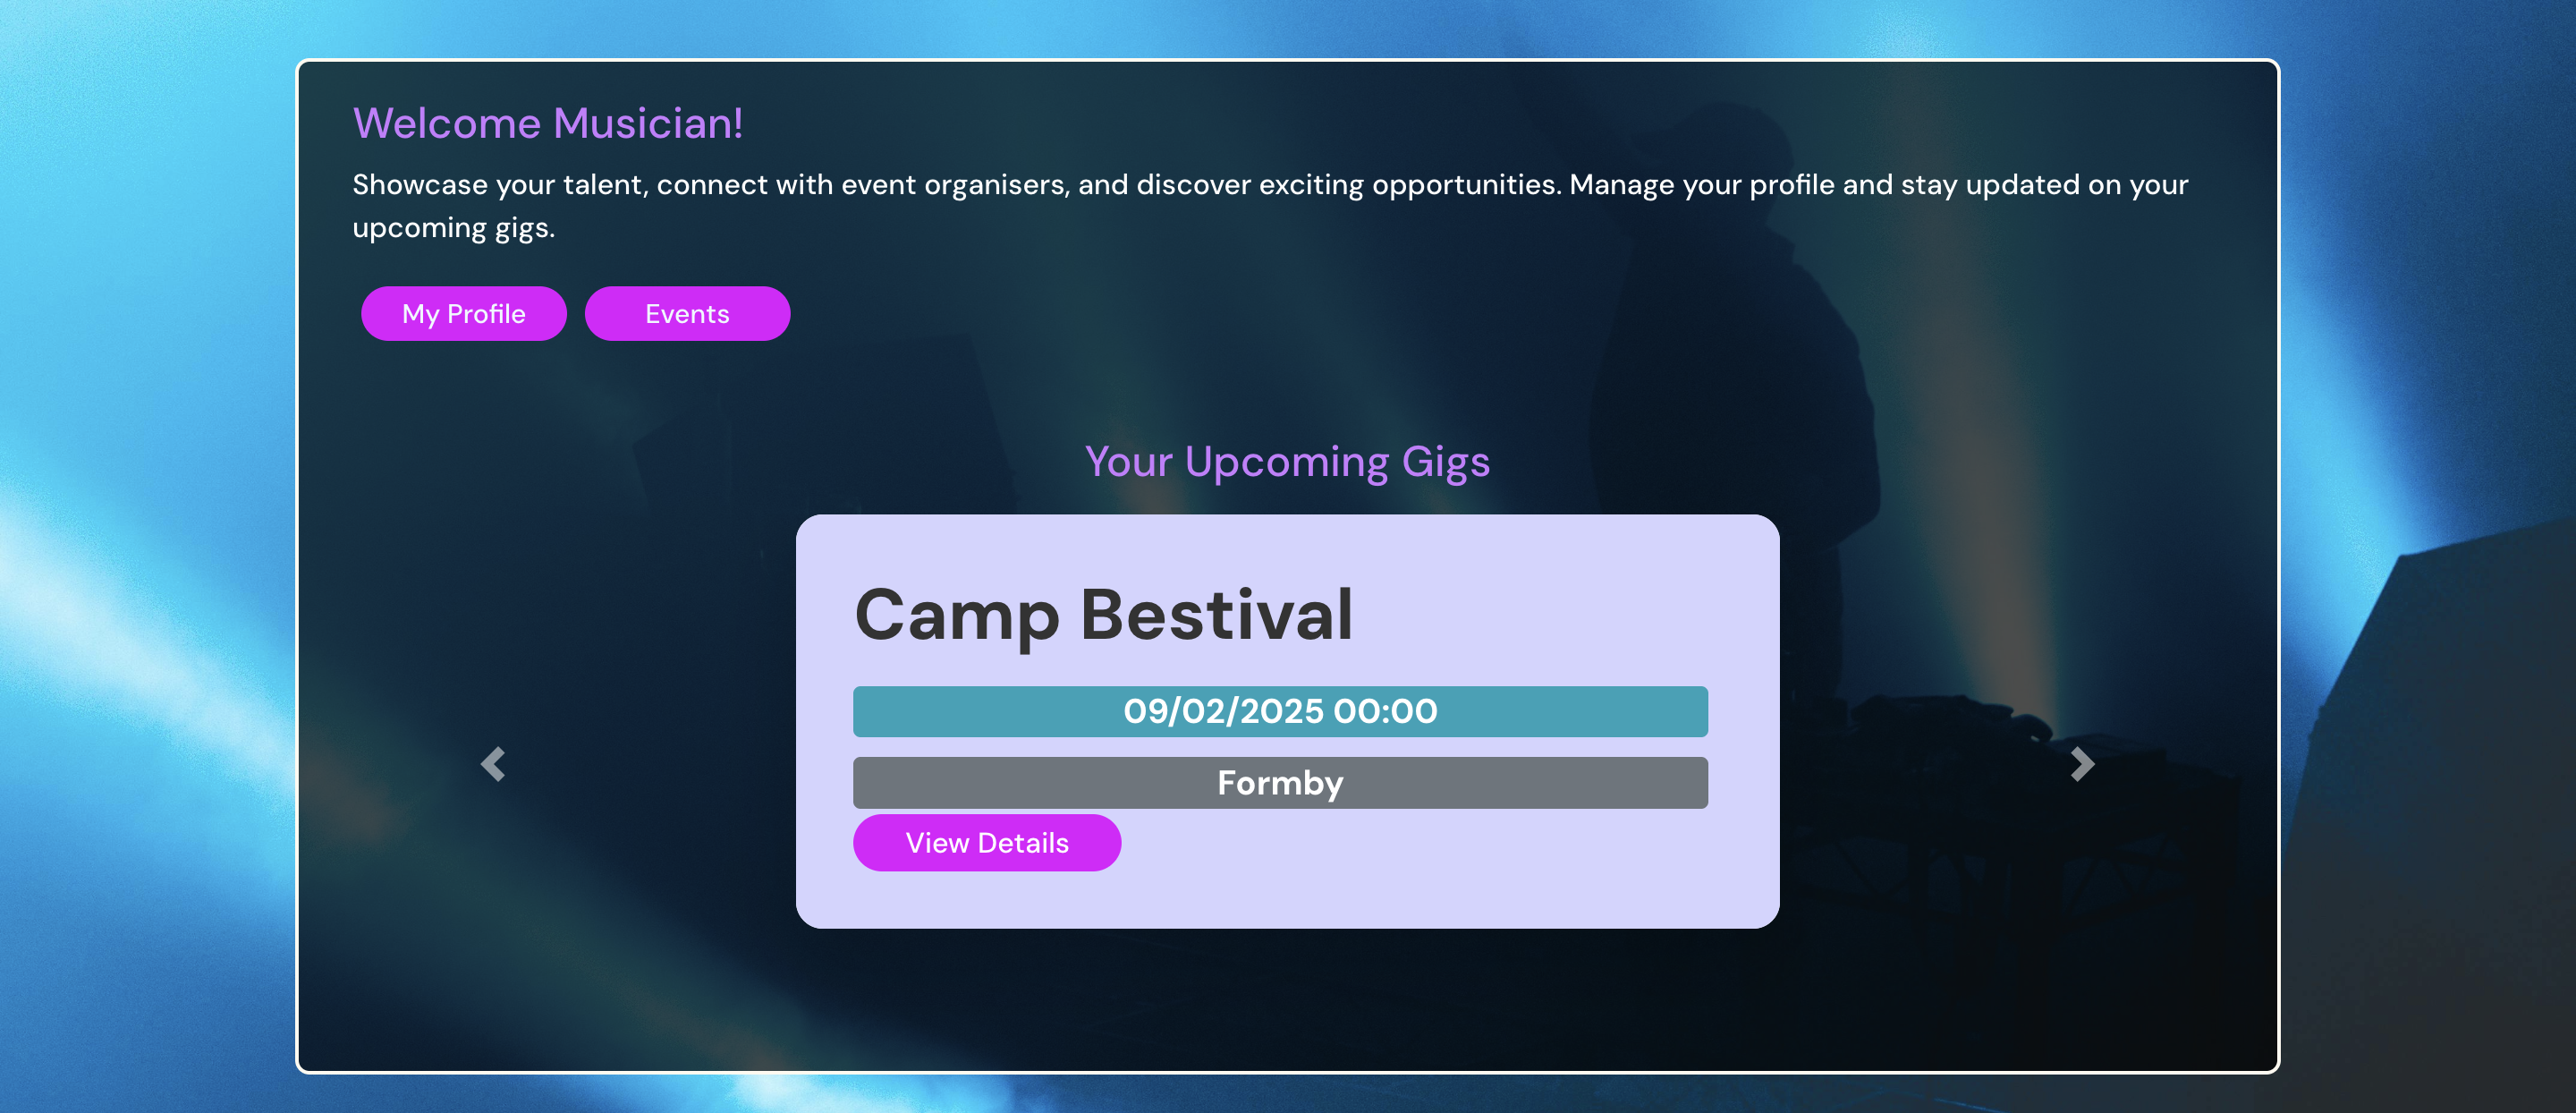 Welcome Musician!
Showcase your talent, connect with event organisers, and discover exciting opportunities. Manage your profile and stay updated on your
upcoming gigs.
My Profile
Events
Your Upcoming Gigs
Camp Bestival
09/02/2025 00:00
Formby
View Details